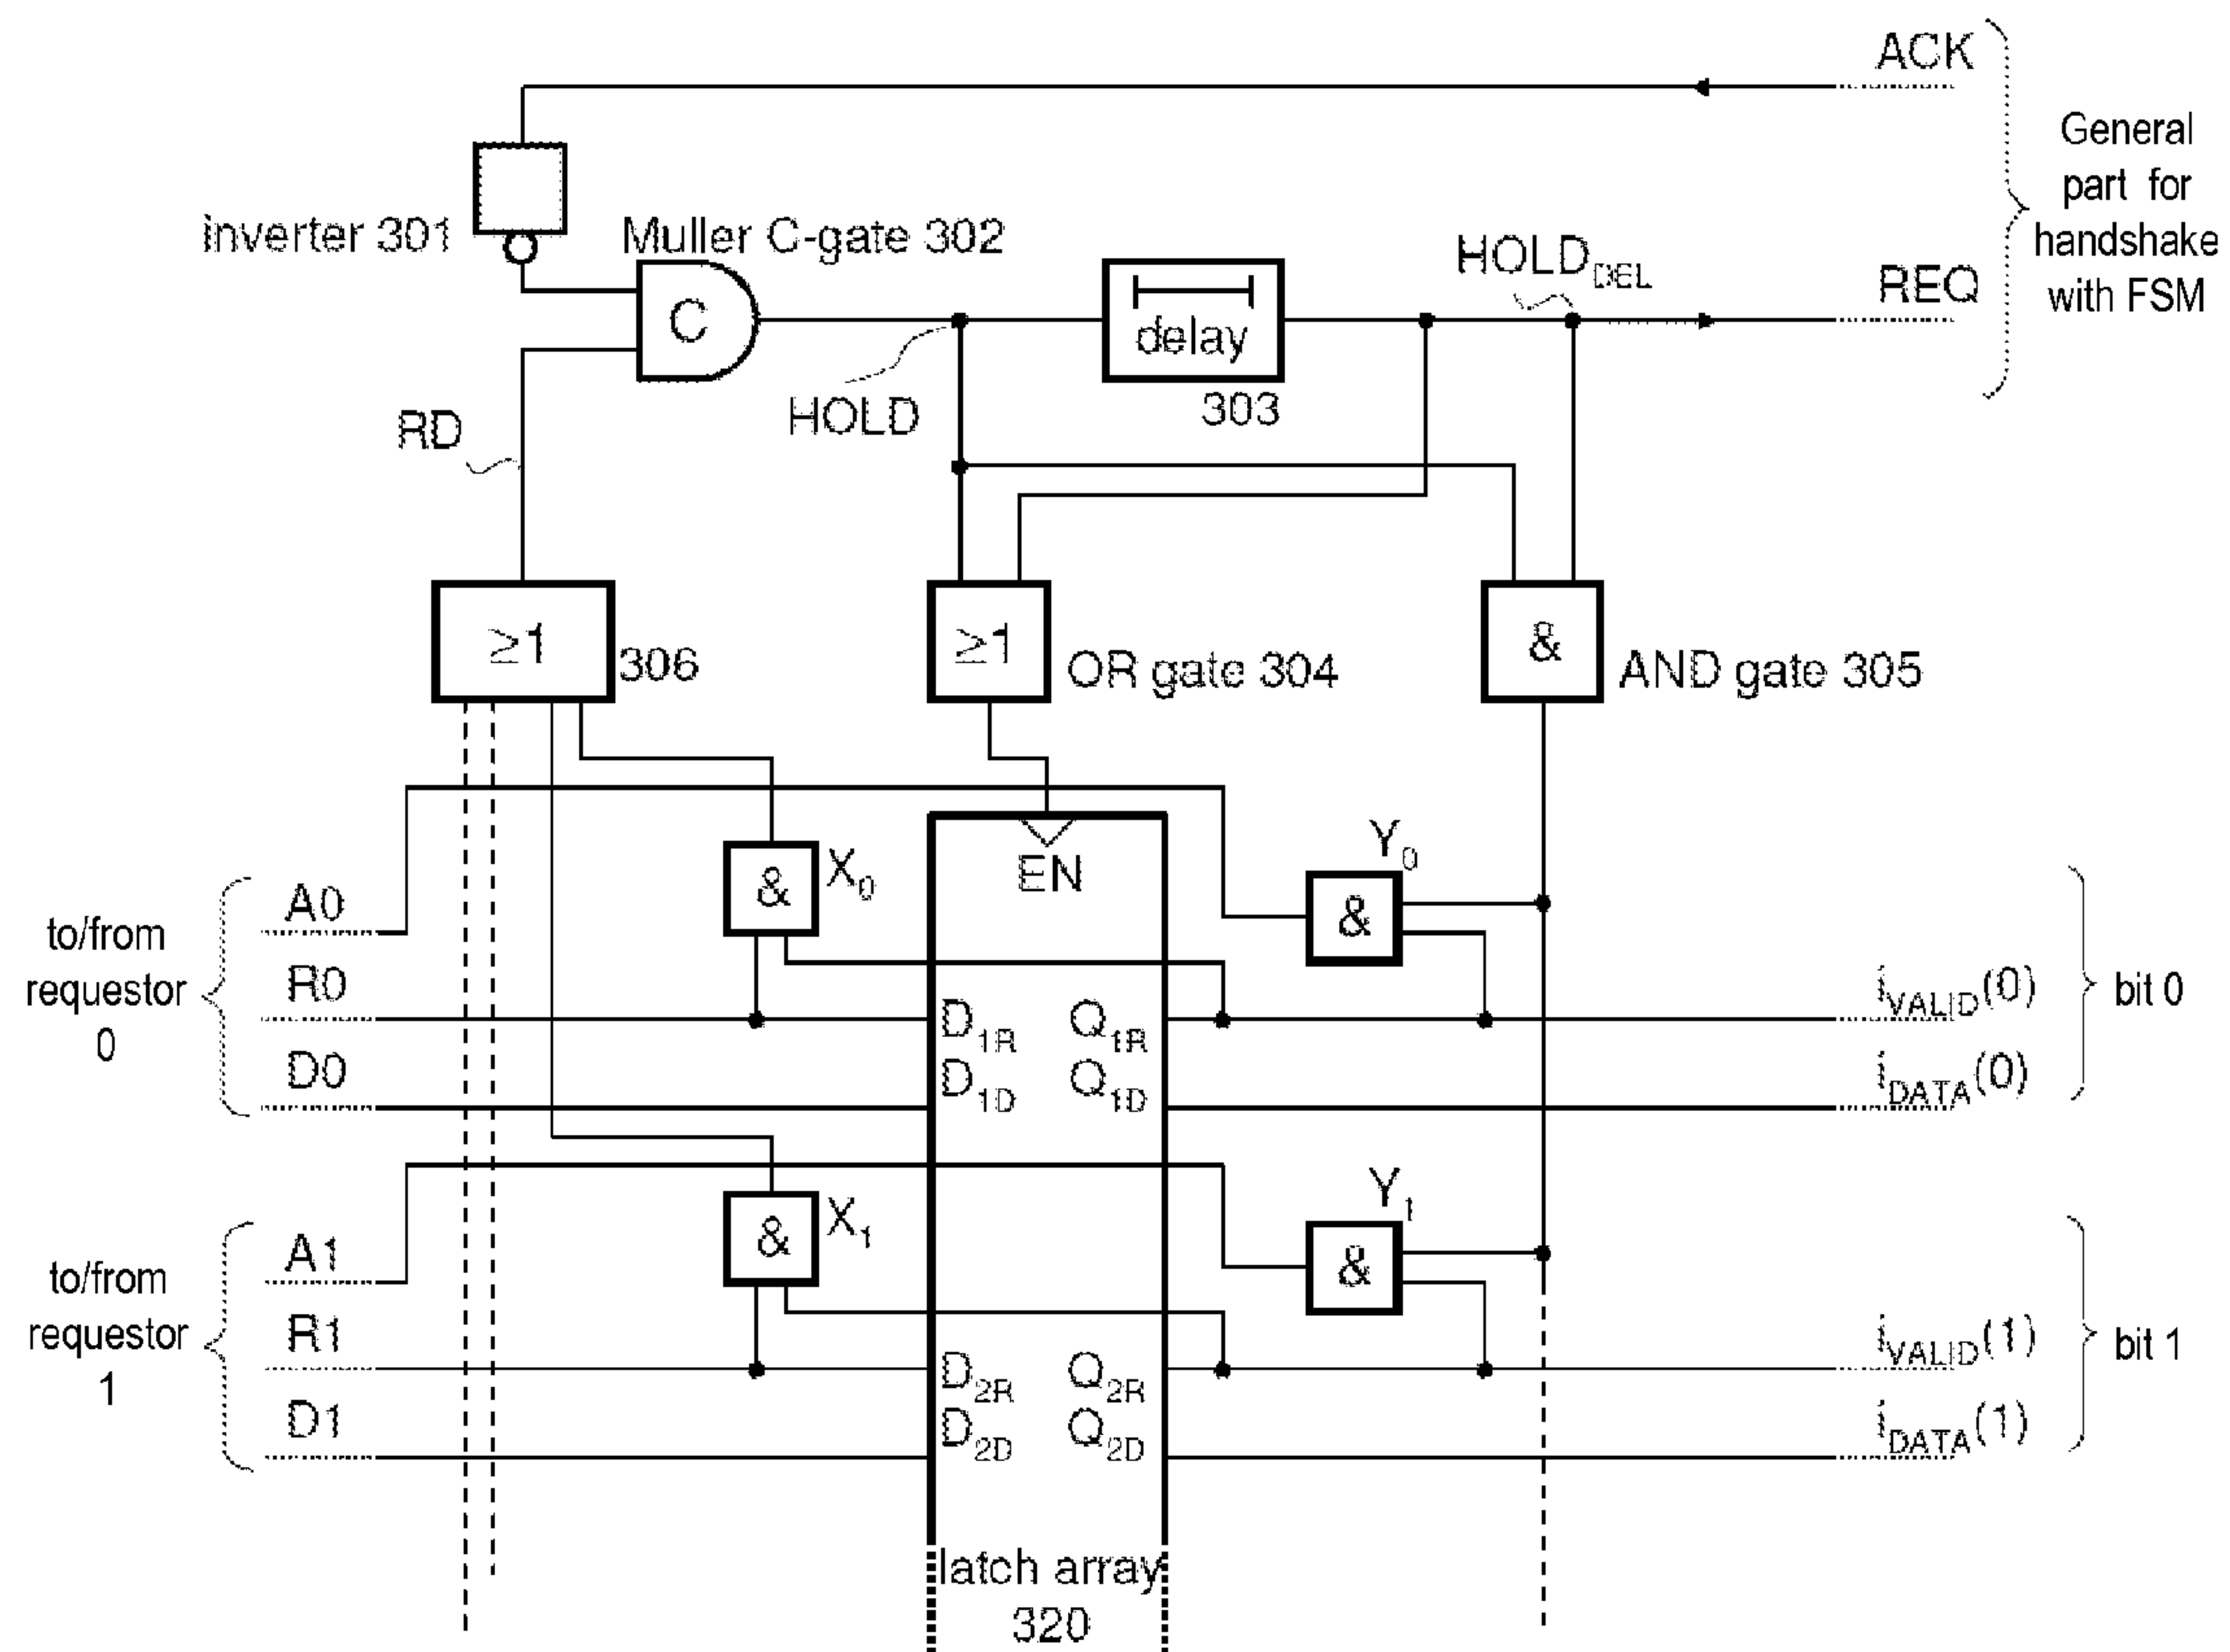 ACK
General
part for
handshake
with FSM
inverter 301
Muller C-gate 302
C
HOLD_DEL
REQ
delay
303
HOLD
RD
≥1
306
≥1
OR gate 304
&
AND gate 305
EN
& X_0
Y_0
&
to/from
requestor
0
A0
R0
D0
D_1R
Q_1R
D_1D
Q_1D
i_VALID(0)
i_DATA(0)
bit 0
& X_1
Y_1
&
to/from
requestor
1
A1
R1
D1
D_2R
Q_2R
D_2D
Q_2D
i_VALID(1)
i_DATA(1)
bit 1
latch array
320